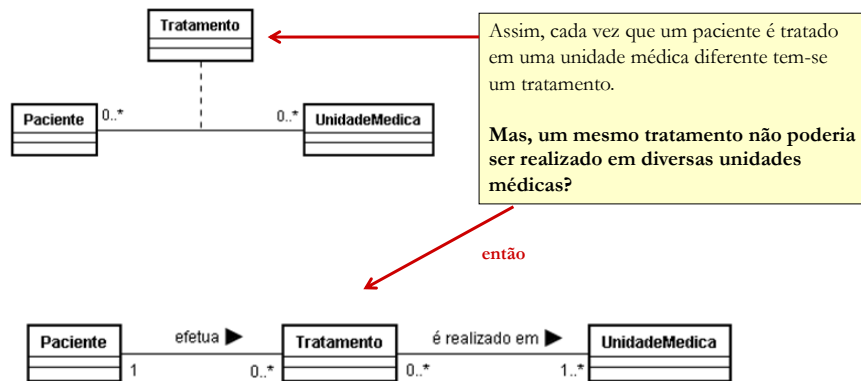 Tratamento
Assim, cada vez que um paciente é tratado
em uma unidade médica diferente tem-se
um tratamento.
Mas, um mesmo tratamento não poderia
ser realizado em diversas unidades
médicas?
Paciente 0..* 0..* UnidadeMedica
então
Paciente efetua ▶ Tratamento é realizado em ▶ UnidadeMedica
1 0..* 0..* 1..*